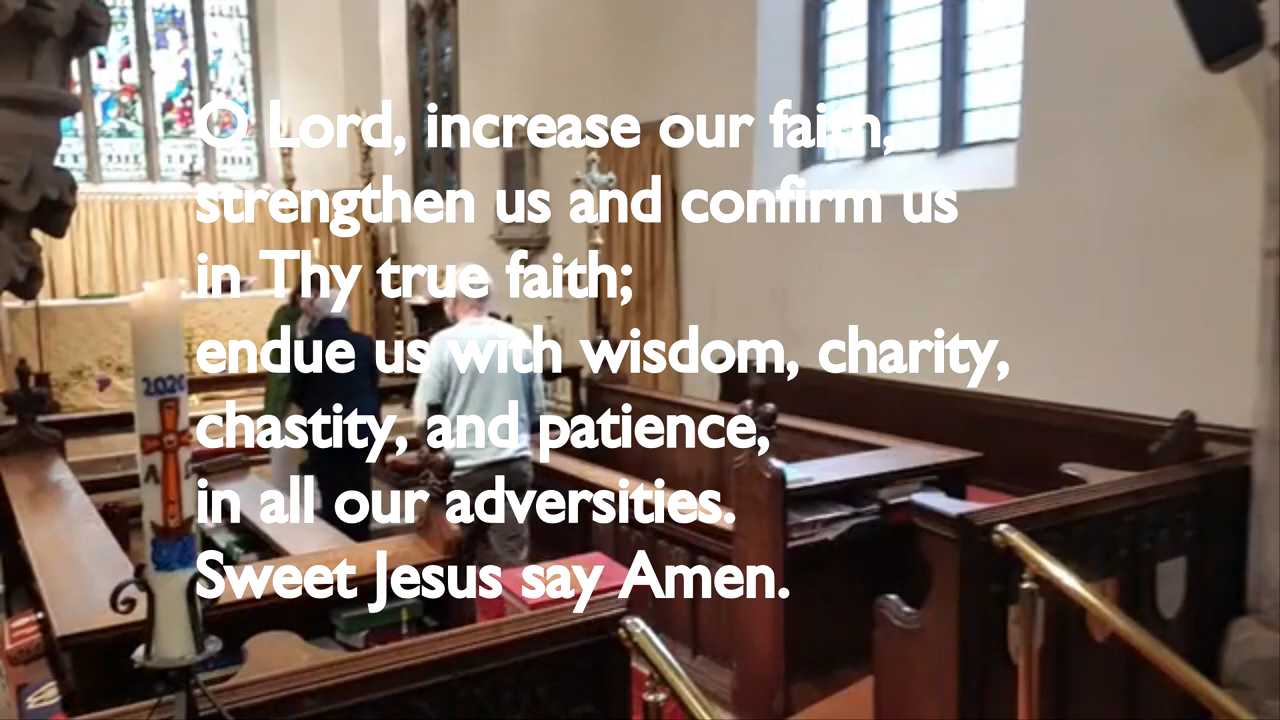 O Lord, increase our faith,
strengthen us and confirm us
in Thy true faith;
endue us with wisdom, charity,
chastity, and patience,
in all our adversities.
Sweet Jesus say Amen.
2020
Α